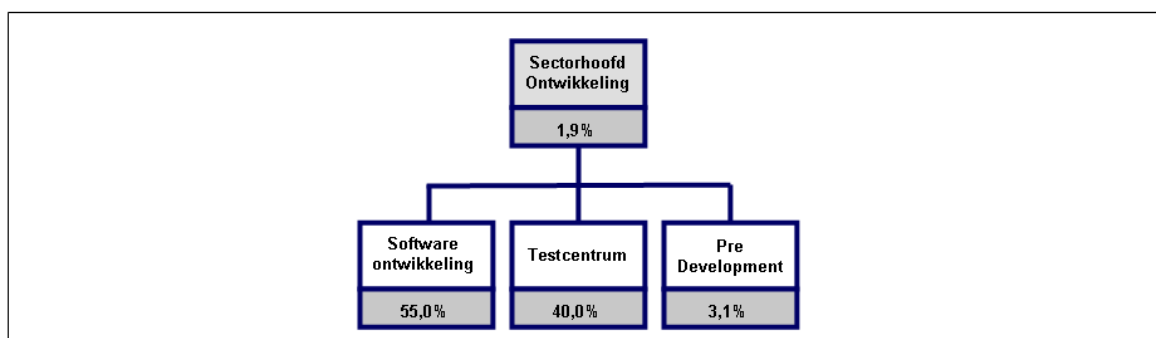 Sectorhoofd
Ontwikkeling
1,9%
Software
ontwikkeling
55,0%
Testcentrum
40,0%
Pre
Development
3,1%